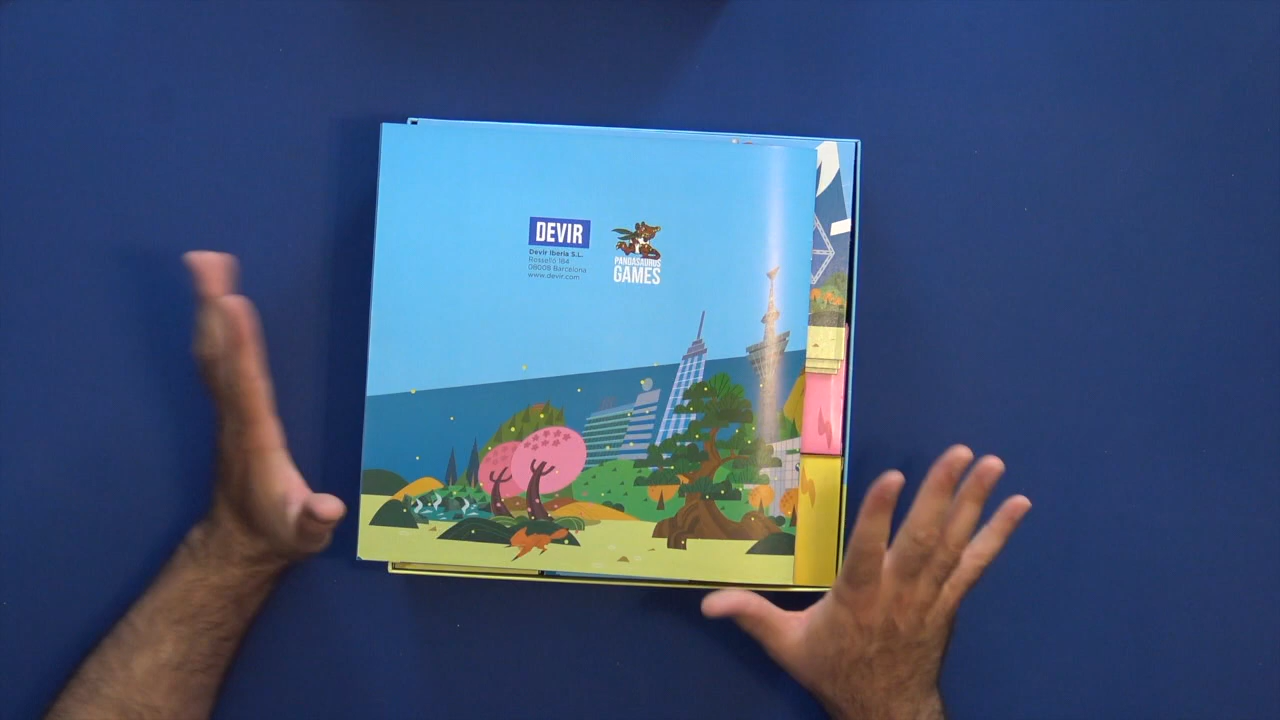 DEVIR
Devir Iberia S.L.
Rosselló 184
08008 Barcelona
www.devir.com
PANDASAURUS
GAMES